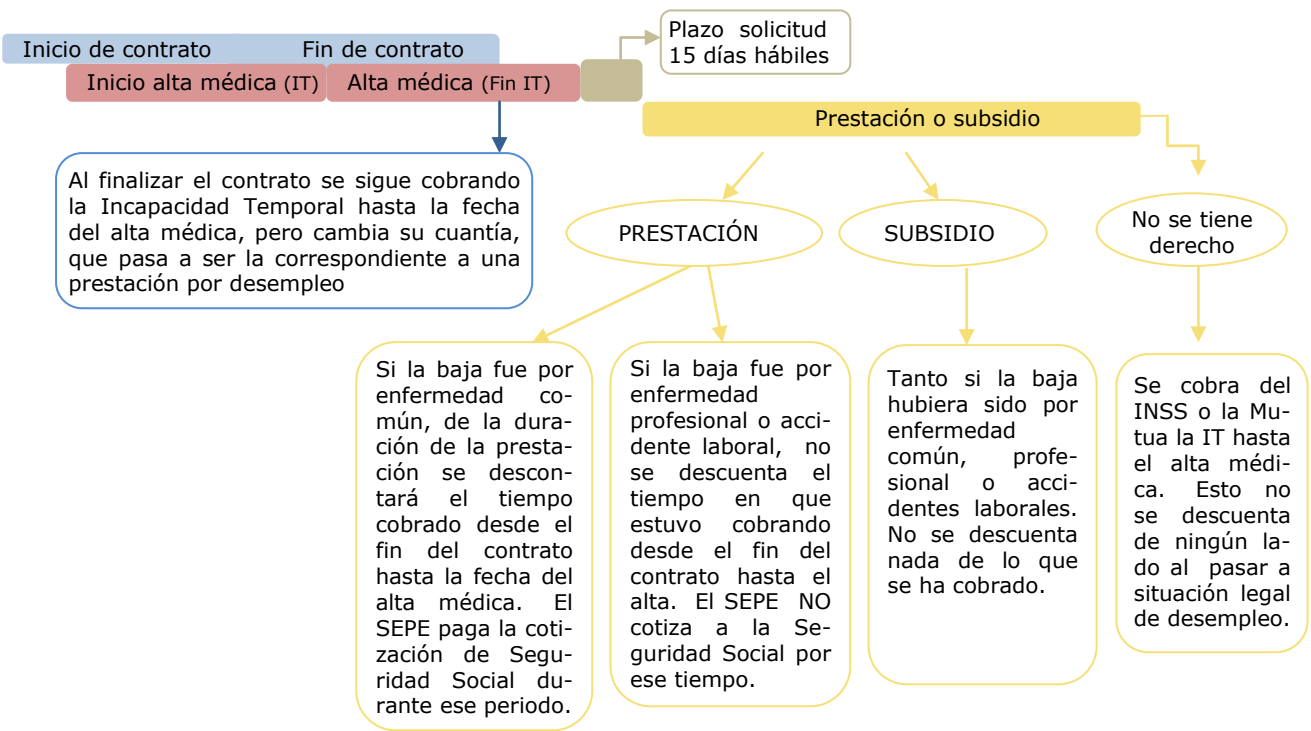 Plazo solicitud
15 días hábiles
Inicio de contrato
Fin de contrato
Inicio alta médica (IT)
Alta médica (Fin IT)
Prestación o subsidio
Al finalizar el contrato se sigue cobrando
la Incapacidad Temporal hasta la fecha
del alta médica, pero cambia su cuantía,
que pasa a ser la correspondiente a una
prestación por desempleo
PRESTACIÓN
SUBSIDIO
No se tiene
derecho
Si la baja fue por
enfermedad co-
mún, de la dura-
ción de la presta-
ción se descon-
tará el tiempo
cobrado desde el
fin del contrato
hasta la fecha del
alta médica. El
SEPE paga la coti-
zación de Segu-
ridad Social du-
rante ese periodo.
Si la baja fue por
enfermedad
profesional o acci-
dente laboral, no
se descuenta el
tiempo en que
estuvo cobrando
desde el fin del
contrato hasta el
alta. El SEPE NO
cotiza a la Se-
guridad Social por
ese tiempo.
Tanto si la baja
hubiera sido por
enfermedad
común, profe-
sional o acci-
dentes laborales.
No se descuenta
nada de lo que
se ha cobrado.
Se cobra del
INSS o la Mu-
tua la IT hasta
el alta médi-
ca. Esto no
se descuenta
de ningún la-
do al pasar a
situación legal
de desempleo.